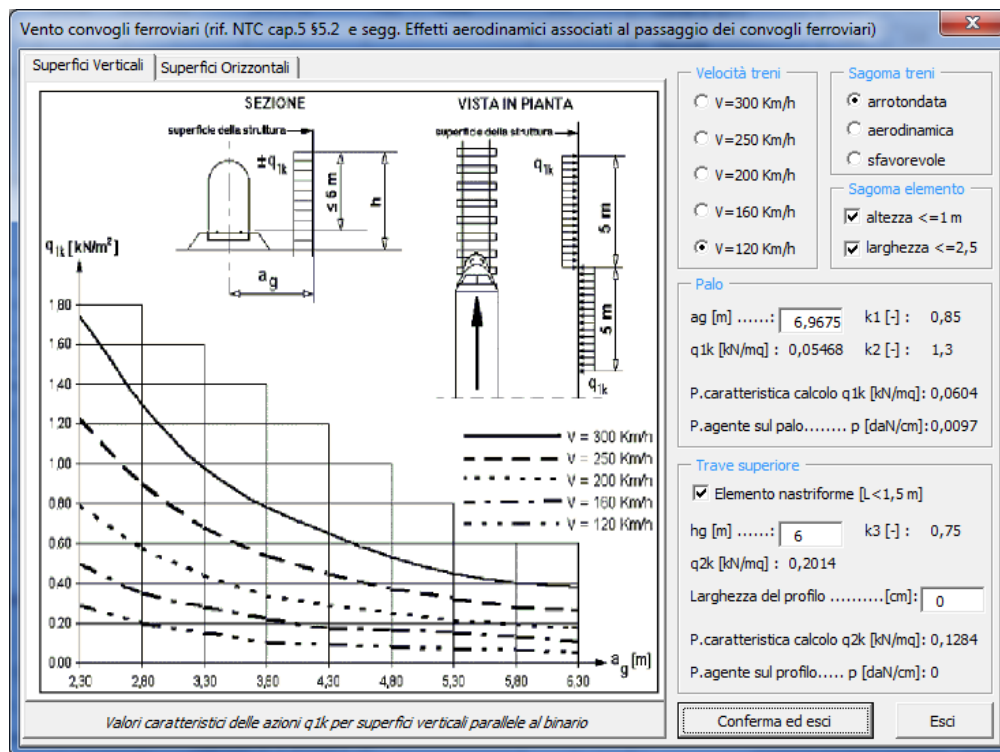 Vento convogli ferroviari (rif. NTC cap.5 §5.2 e segg. Effetti aerodinamici associati al passaggio dei convogli ferroviari)
x
Superfici Verticali
Superfici Orizzontali
SEZIONE
superficie della struttura
±q1k
≤6 m
h
ag
VISTA IN PIANTA
superficie della struttura
q1k
5 m
5 m
q1k
q1k [kN/m²]
1.80
1.60
1.40
1.20
1.00
0.80
0.60
0.40
0.20
0.00
V = 300 Km/h
V = 250 Km/h
V = 200 Km/h
V = 160 Km/h
V = 120 Km/h
2,30 2,80 3,30 3,80 4,30 4,80 5,30 5,80 6.30
ag [m]
Valori caratteristici delle azioni q1k per superfici verticali parallele al binario
Velocità treni
V=300 Km/h
V=250 Km/h
V=200 Km/h
V=160 Km/h
V=120 Km/h
Sagoma treni
arrotondata
aerodinamica
sfavorevole
Sagoma elemento
altezza <=1 m
larghezza <=2,5
Palo
ag [m] ......: 6,9675 k1 [-] : 0,85
q1k [kN/mq] : 0,05468 k2 [-] : 1,3
P.caratteristica calcolo q1k [kN/mq]: 0,0604
P.agente sul palo........ p [daN/cm]: 0,0097
Trave superiore
Elemento nastriforme [L<1,5 m]
hg [m] ......: 6 k3 [-] : 0,75
q2k [kN/mq] : 0,2014
Larghezza del profilo ..........[cm]: 0
P.caratteristica calcolo q2k [kN/mq]: 0,1284
P.agente sul profilo..... p [daN/cm]: 0
Conferma ed esci
Esci